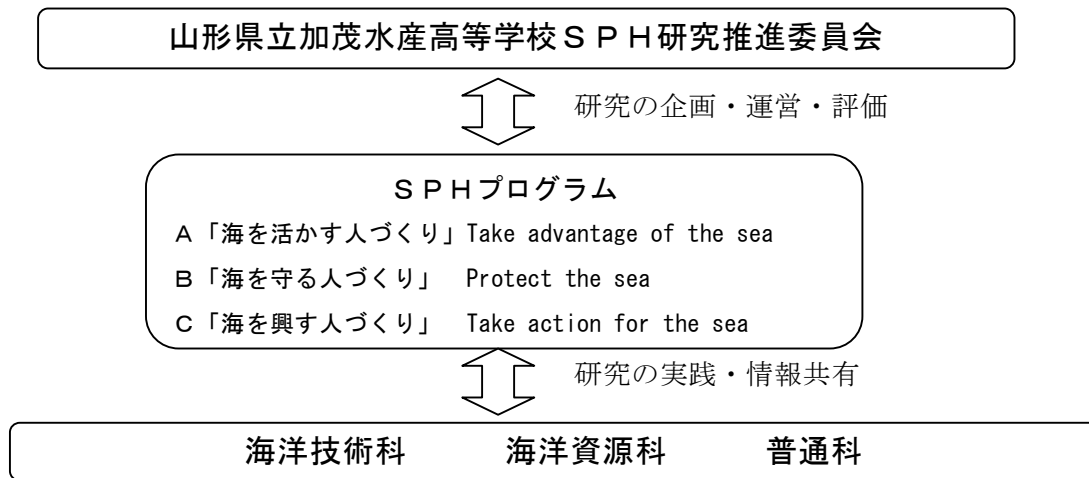 山形県立加茂水産高等学校ＳＰＨ研究推進委員会
研究の企画・運営・評価
ＳＰＨプログラム
Ａ「海を活かす人づくり」Take advantage of the sea
Ｂ「海を守る人づくり」 Protect the sea
Ｃ「海を興す人づくり」 Take action for the sea
研究の実践・情報共有
海洋技術科 海洋資源科 普通科